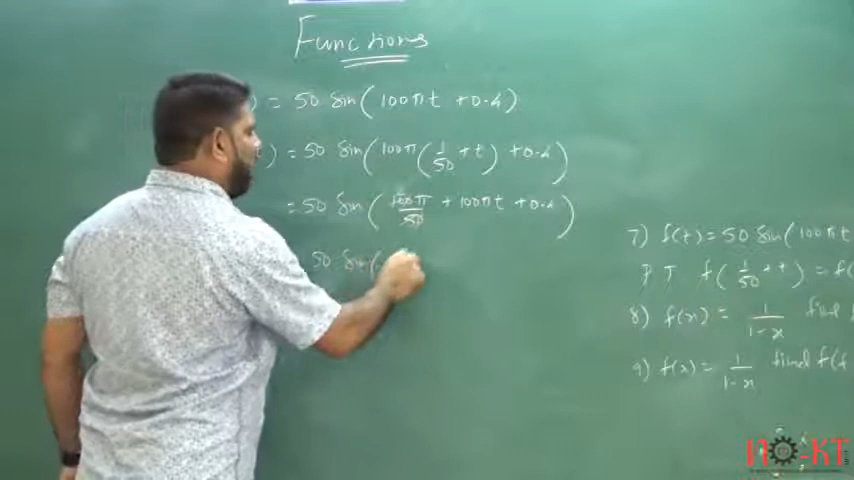 Functions
) = 50 Sin(100πt + 0.4)
) = 50 Sin(100π(1/50 + t) + 0.4)
= 50 Sin(100π/50 + 100πt + 0.4)
50 Sin(
7) f(t) = 50 Sin(100πt
PT f(1/50 + t) = f(
8) f(x) = 1/1-x find f(
9) f(x) = 1/1-x find f(f